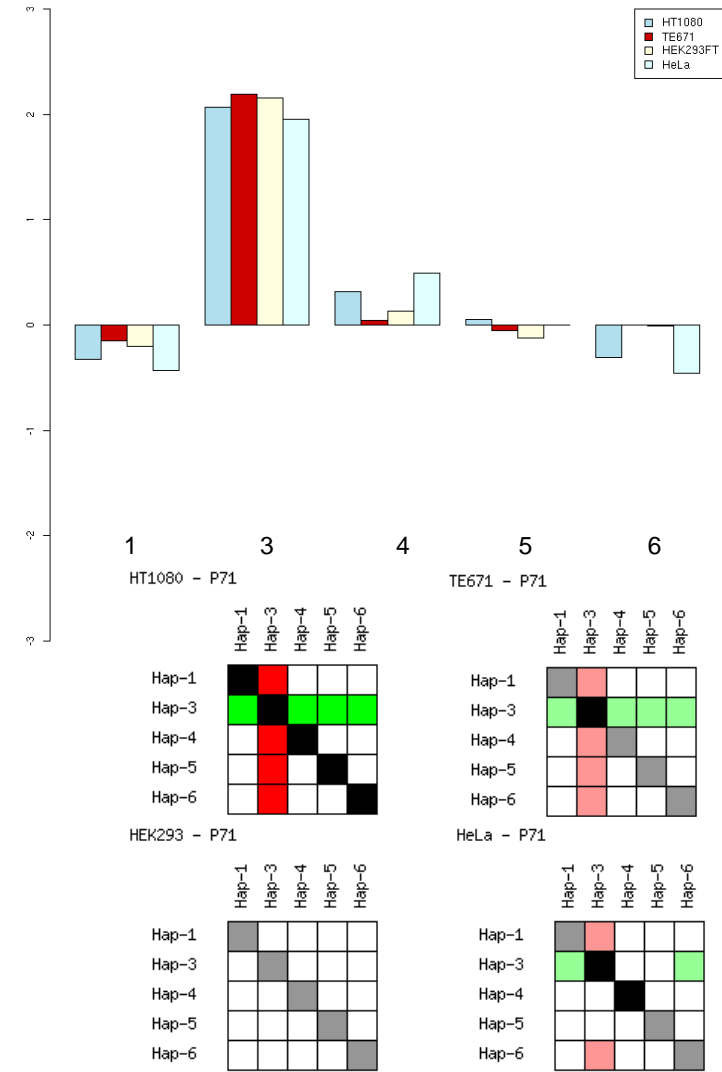 3
2
1
0
-1
-2
-3
HT1080
TE671
HEK293FT
HeLa
1 3 4 5 6
HT1080 - P71
Hap-1 Hap-3 Hap-4 Hap-5 Hap-6
Hap-1
Hap-3
Hap-4
Hap-5
Hap-6
TE671 - P71
Hap-1 Hap-3 Hap-4 Hap-5 Hap-6
Hap-1
Hap-3
Hap-4
Hap-5
Hap-6
HEK293 - P71
Hap-1 Hap-3 Hap-4 Hap-5 Hap-6
Hap-1
Hap-3
Hap-4
Hap-5
Hap-6
HeLa - P71
Hap-1 Hap-3 Hap-4 Hap-5 Hap-6
Hap-1
Hap-3
Hap-4
Hap-5
Hap-6